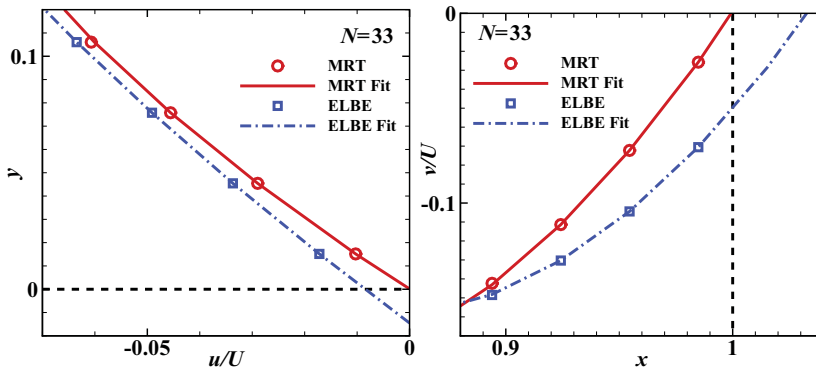 0.1
N=33
MRT
MRT Fit
ELBE
ELBE Fit
y
0
-0.05
0
u/U
0
N=33
MRT
MRT Fit
ELBE
ELBE Fit
v/U
-0.1
0.9
1
x